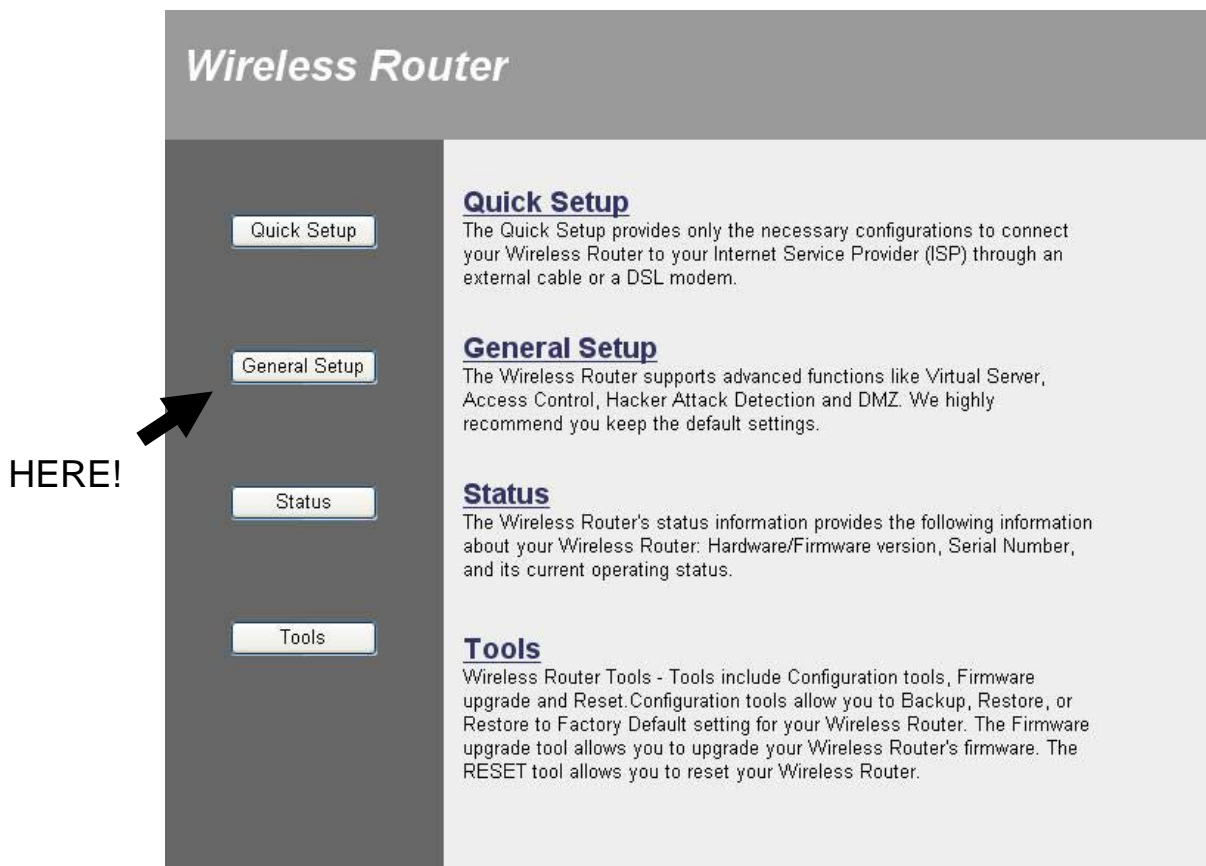 Wireless Router
Quick Setup
Quick Setup
The Quick Setup provides only the necessary configurations to connect
your Wireless Router to your Internet Service Provider (ISP) through an
external cable or a DSL modem.
General Setup
General Setup
The Wireless Router supports advanced functions like Virtual Server,
Access Control, Hacker Attack Detection and DMZ. We highly
recommend you keep the default settings.
HERE!
Status
Status
The Wireless Router's status information provides the following information
about your Wireless Router: Hardware/Firmware version, Serial Number,
and its current operating status.
Tools
Tools
Wireless Router Tools - Tools include Configuration tools, Firmware
upgrade and Reset.Configuration tools allow you to Backup, Restore, or
Restore to Factory Default setting for your Wireless Router. The Firmware
upgrade tool allows you to upgrade your Wireless Router's firmware. The
RESET tool allows you to reset your Wireless Router.